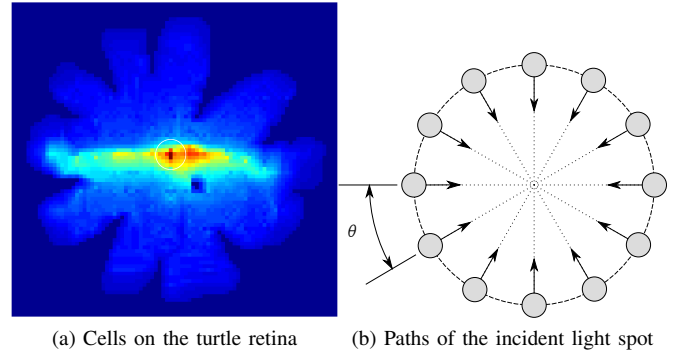 θ
(a) Cells on the turtle retina
(b) Paths of the incident light spot